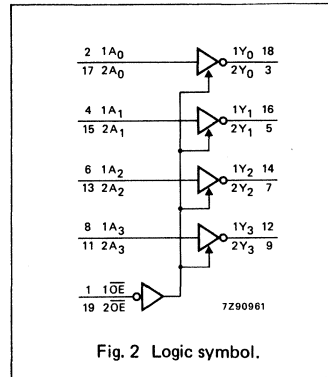 2 1A0 1Y0 18
17 2A0 2Y0 3
4 1A1 1Y1 16
15 2A1 2Y1 5
6 1A2 1Y2 14
13 2A2 2Y2 7
8 1A3 1Y3 12
11 2A3 2Y3 9
1 1O̅E̅
19 2O̅E̅
7Z90961
Fig. 2 Logic symbol.